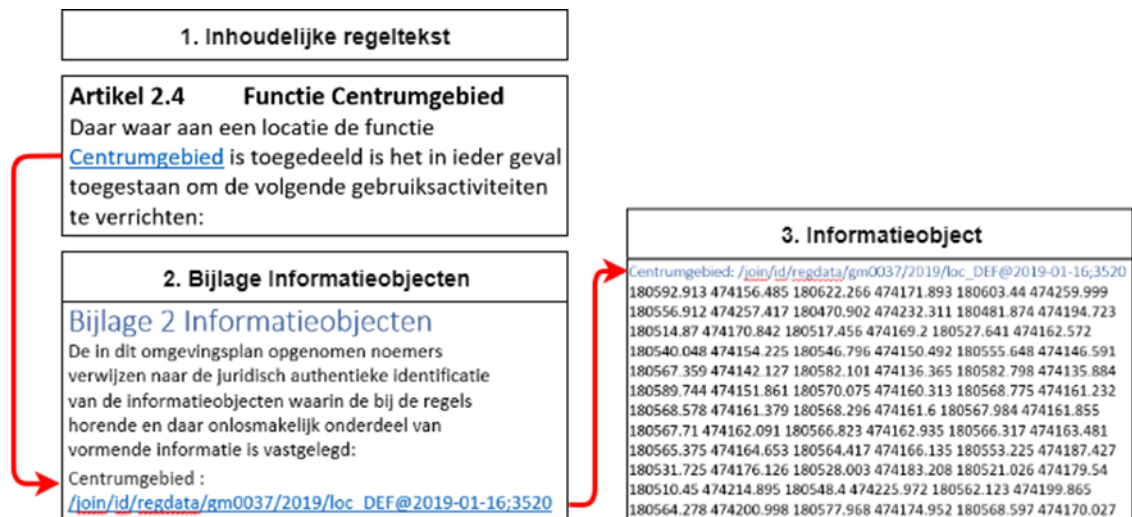 1. Inhoudelijke regeltekst
Artikel 2.4 Functie Centrumgebied
Daar waar aan een locatie de functie
Centrumgebied is toegedeeld is het in ieder geval
toegestaan om de volgende gebruiksactiviteiten
te verrichten:
2. Bijlage Informatieobjecten
Bijlage 2 Informatieobjecten
De in dit omgevingsplan opgenomen noemers
verwijzen naar de juridisch authentieke identificatie
van de informatieobjecten waarin de bij de regels
horende en daar onlosmakelijk onderdeel van
vormende informatie is vastgelegd:
Centrumgebied :
/join/id/regdata/gm0037/2019/loc_DEF@2019-01-16;3520
3. Informatieobject
Centrumgebied: /join/id/regdata/gm0037/2019/loc_DEF@2019-01-16;3520
180592.913 474156.485 180622.266 474171.893 180603.44 474259.999
180556.912 474257.417 180470.902 474232.311 180481.874 474194.723
180514.87 474170.842 180517.456 474169.2 180527.641 474162.572
180540.048 474154.225 180546.796 474150.492 180555.648 474146.591
180567.359 474142.127 180582.101 474136.365 180582.798 474135.884
180589.744 474151.861 180570.075 474160.313 180568.775 474161.232
180568.578 474161.379 180568.296 474161.6 180567.984 474161.855
180567.71 474162.091 180566.823 474162.935 180566.317 474163.481
180565.375 474164.653 180564.417 474166.135 180553.225 474187.427
180531.725 474176.126 180528.003 474183.208 180521.026 474179.54
180510.45 474214.895 180548.4 474225.972 180562.123 474199.865
180564.278 474200.998 180577.968 474174.952 180568.597 474170.027